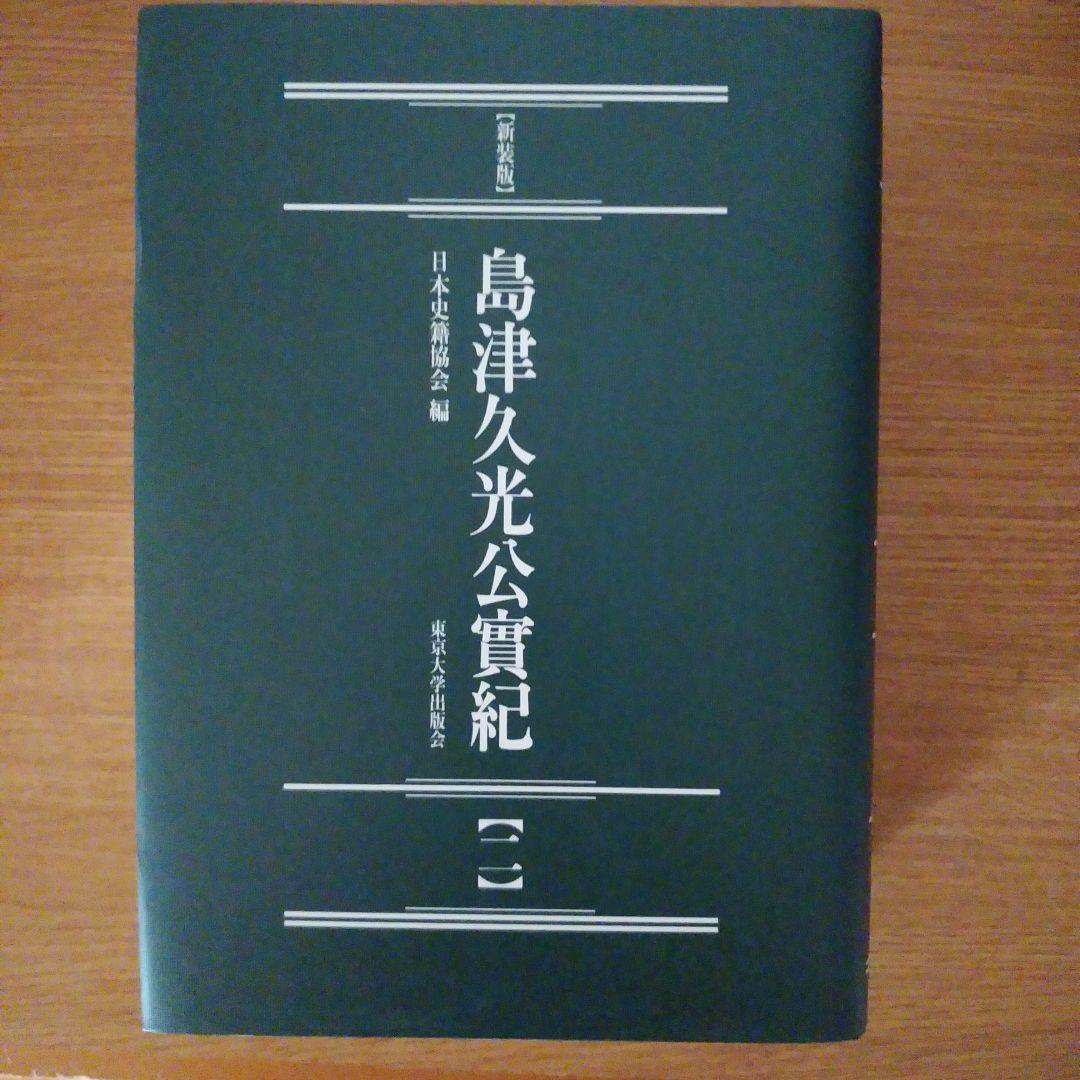 【新装版】
島津久光公實紀
日本史籍協会 編
東京大学出版会
【二】